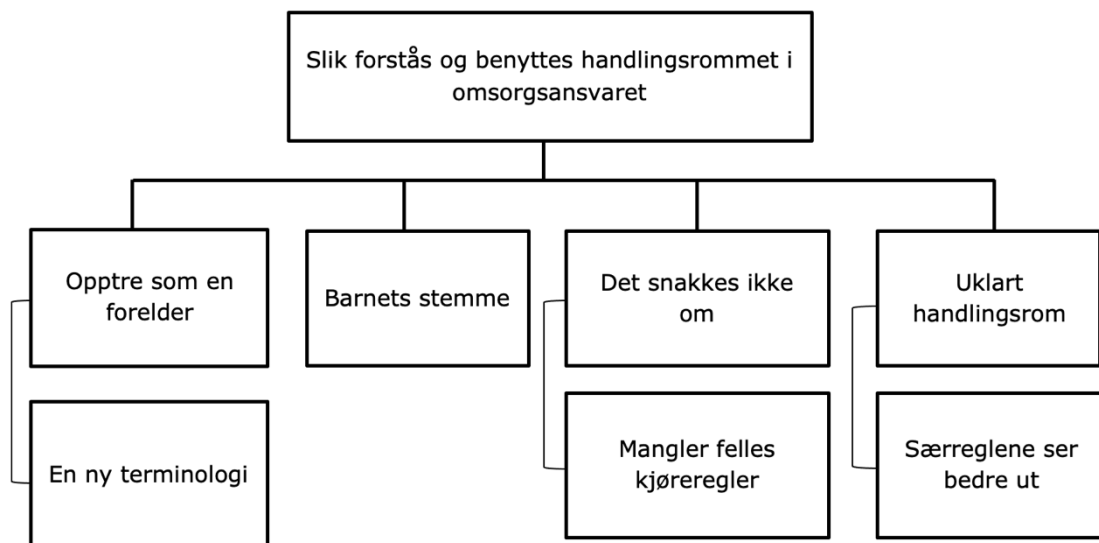 Slik forstås og benyttes handlingsrommet i
omsorgsansvaret
Opptre som en
forelder
Barnets stemme
Det snakkes ikke
om
Uklart
handlingsrom
En ny terminologi
Mangler felles
kjøreregler
Særreglene ser
bedre ut